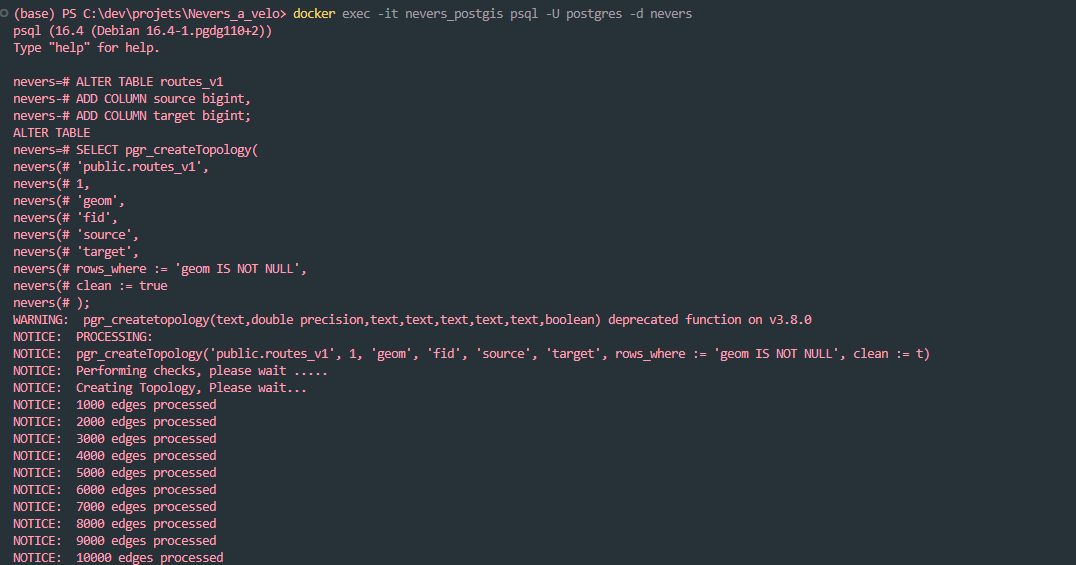 (base) PS C:\dev\projets\Nevers_a_velo> docker exec -it nevers_postgis psql -U postgres -d nevers
psql (16.4 (Debian 16.4-1.pgdg110+2))
Type "help" for help.

nevers=# ALTER TABLE routes_v1
nevers-# ADD COLUMN source bigint,
nevers-# ADD COLUMN target bigint;
ALTER TABLE
nevers=# SELECT pgr_createTopology(
nevers(# 'public.routes_v1',
nevers(# 1,
nevers(# 'geom',
nevers(# 'fid',
nevers(# 'source',
nevers(# 'target',
nevers(# rows_where := 'geom IS NOT NULL',
nevers(# clean := true
nevers(# );
WARNING:  pgr_createtopology(text,double precision,text,text,text,text,text,boolean) deprecated function on v3.8.0
NOTICE:  PROCESSING:
NOTICE:  pgr_createTopology('public.routes_v1', 1, 'geom', 'fid', 'source', 'target', rows_where := 'geom IS NOT NULL', clean := t)
NOTICE:  Performing checks, please wait .....
NOTICE:  Creating Topology, Please wait...
NOTICE:  1000 edges processed
NOTICE:  2000 edges processed
NOTICE:  3000 edges processed
NOTICE:  4000 edges processed
NOTICE:  5000 edges processed
NOTICE:  6000 edges processed
NOTICE:  7000 edges processed
NOTICE:  8000 edges processed
NOTICE:  9000 edges processed
NOTICE:  10000 edges processed